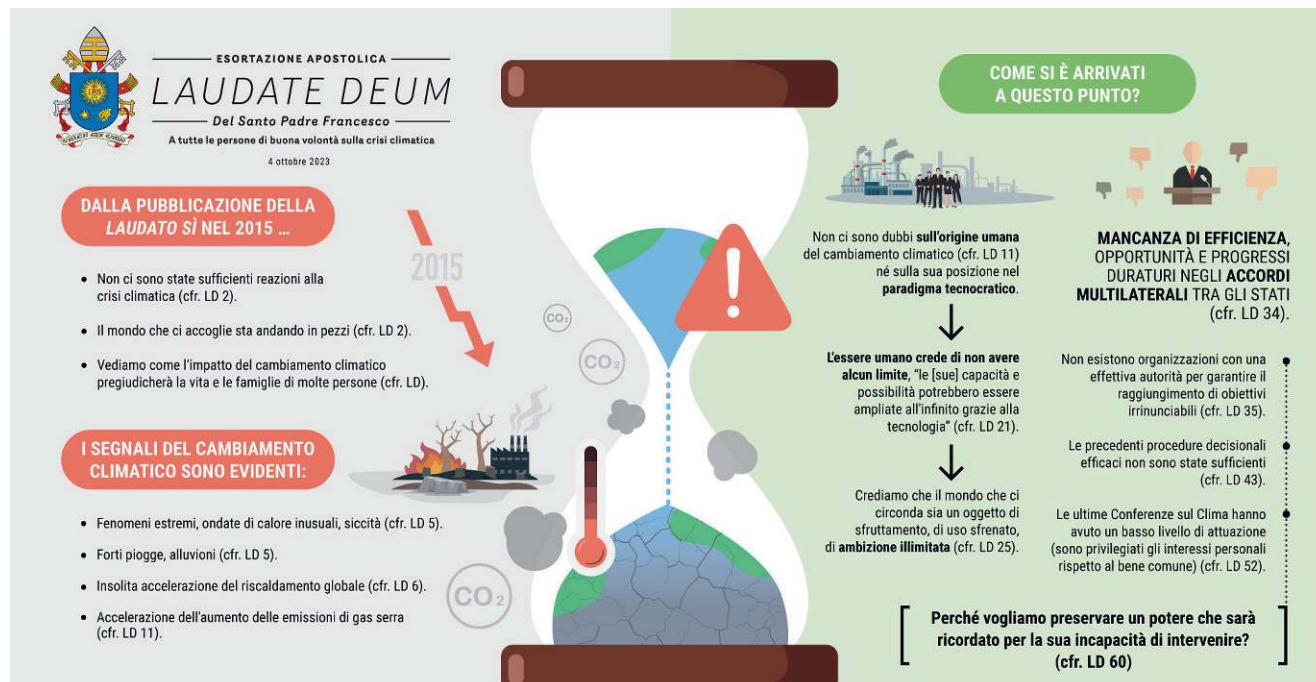 ESORTAZIONE APOSTOLICA
LAUDATE DEUM
Del Santo Padre Francesco
A tutte le persone di buona volontà sulla crisi climatica
4 ottobre 2023
DALLA PUBBLICAZIONE DELLA
LAUDATO SÌ NEL 2015 ...
• Non ci sono state sufficienti reazioni alla
crisi climatica (cfr. LD 2).
• Il mondo che ci accoglie sta andando in pezzi (cfr. LD 2).
• Vediamo come l'impatto del cambiamento climatico
pregiudicherà la vita e le famiglie di molte persone (cfr. LD).
2015
I SEGNALI DEL CAMBIAMENTO
CLIMATICO SONO EVIDENTI:
• Fenomeni estremi, ondate di calore inusuali, siccità (cfr. LD 5).
• Forti piogge, alluvioni (cfr. LD 5).
• Insolita accelerazione del riscaldamento globale (cfr. LD 6).
• Accelerazione dell'aumento delle emissioni di gas serra
(cfr. LD 11).
CO2
CO2
CO2
!
COME SI È ARRIVATI
A QUESTO PUNTO?
Non ci sono dubbi sull'origine umana
del cambiamento climatico (cfr. LD 11)
né sulla sua posizione nel
paradigma tecnocratico.
L'essere umano crede di non avere
alcun limite, "le [sue] capacità e
possibilità potrebbero essere
ampliate all'infinito grazie alla
tecnologia" (cfr. LD 21).
Crediamo che il mondo che ci
circonda sia un oggetto di
sfruttamento, di uso sfrenato,
di ambizione illimitata (cfr. LD 25).
MANCANZA DI EFFICIENZA,
OPPORTUNITÀ E PROGRESSI
DURATURI NEGLI ACCORDI
MULTILATERALI TRA GLI STATI
(cfr. LD 34).
Non esistono organizzazioni con una
effettiva autorità per garantire il
raggiungimento di obiettivi
irrinunciabili (cfr. LD 35).
Le precedenti procedure decisionali
efficaci non sono state sufficienti
(cfr. LD 43).
Le ultime Conferenze sul Clima hanno
avuto un basso livello di attuazione
(sono privilegiati gli interessi personali
rispetto al bene comune) (cfr. LD 52).
Perché vogliamo preservare un potere che sarà
ricordato per la sua incapacità di intervenire?
(cfr. LD 60)